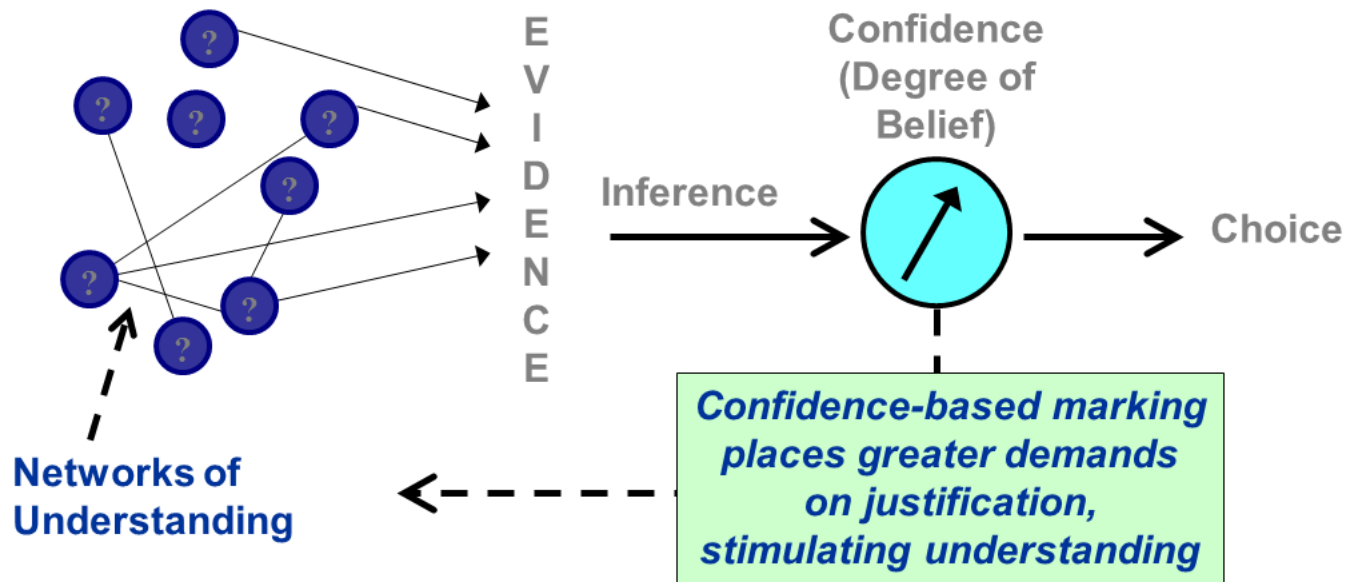 ?
?
?
?
?
?
?
?
E
V
I
D
E
N
C
E
Inference
Confidence
(Degree of
Belief)
Choice
Networks of
Understanding
Confidence-based marking
places greater demands
on justification,
stimulating understanding